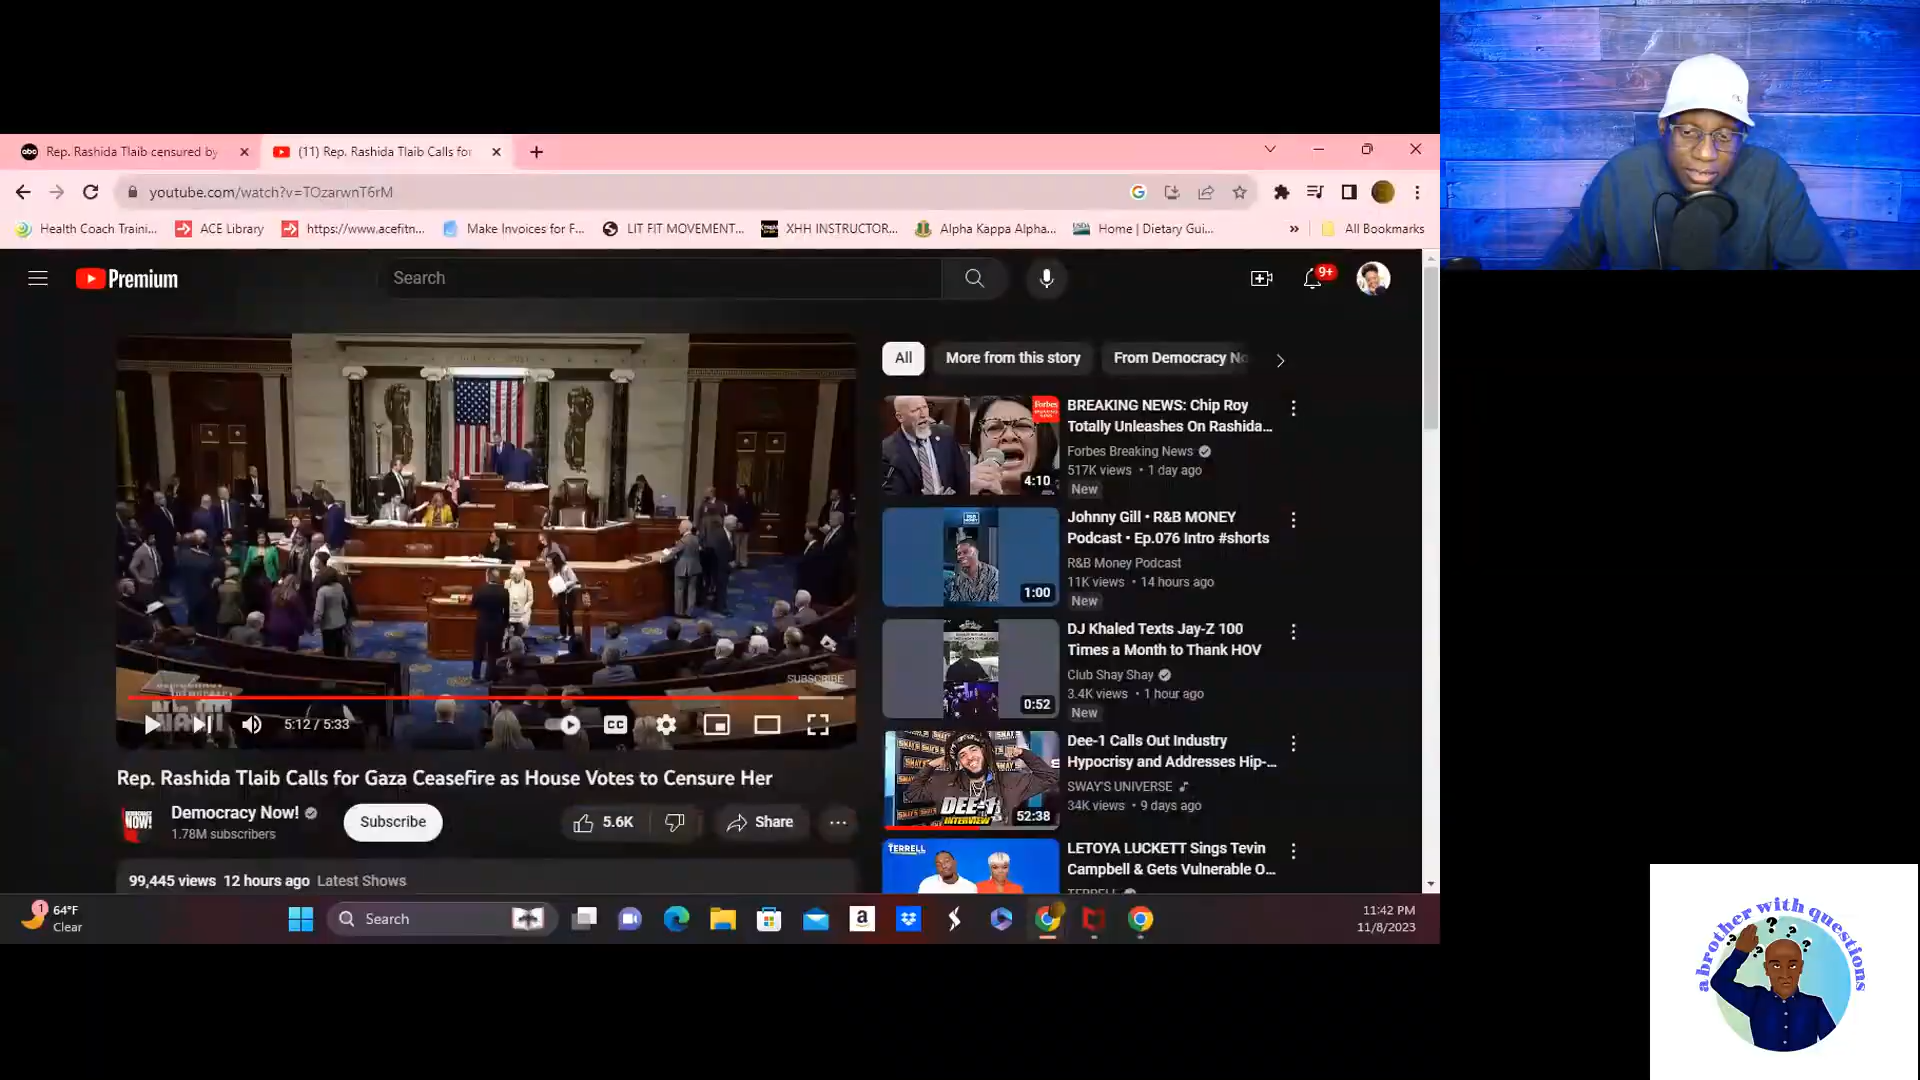 abc Rep. Rashida Tlaib censured by
(11) Rep. Rashida Tlaib Calls for
youtube.com/watch?v=TOzarwnT6rM
Health Coach Traini...
ACE Library
https://www.acefitn...
Make Invoices for F...
LIT FIT MOVEMENT...
XHH INSTRUCTOR...
Alpha Kappa Alpha...
Home | Dietary Gui...
»
All Bookmarks
Premium
Search
9+
SUBSCRIBE
5:12 / 5:33
CC
Rep. Rashida Tlaib Calls for Gaza Ceasefire as House Votes to Censure Her
Democracy Now!
1.78M subscribers
Subscribe
5.6K
Share
99,445 views 12 hours ago Latest Shows
All
More from this story
From Democracy No
Forbes
4:10
BREAKING NEWS: Chip Roy
Totally Unleashes On Rashida...
Forbes Breaking News
517K views • 1 day ago
New
1:00
Johnny Gill • R&B MONEY
Podcast • Ep.076 Intro #shorts
R&B Money Podcast
11K views • 14 hours ago
New
0:52
DJ Khaled Texts Jay-Z 100
Times a Month to Thank HOV
Club Shay Shay
3.4K views • 1 hour ago
New
DEE-1
INTERVIEW
52:38
Dee-1 Calls Out Industry
Hypocrisy and Addresses Hip-...
SWAY'S UNIVERSE
34K views • 9 days ago
TERRELL
LETOYA LUCKETT Sings Tevin
Campbell & Gets Vulnerable O...
TERRELL
1
64°F
Clear
Search
11:42 PM
11/8/2023
a brother with questions